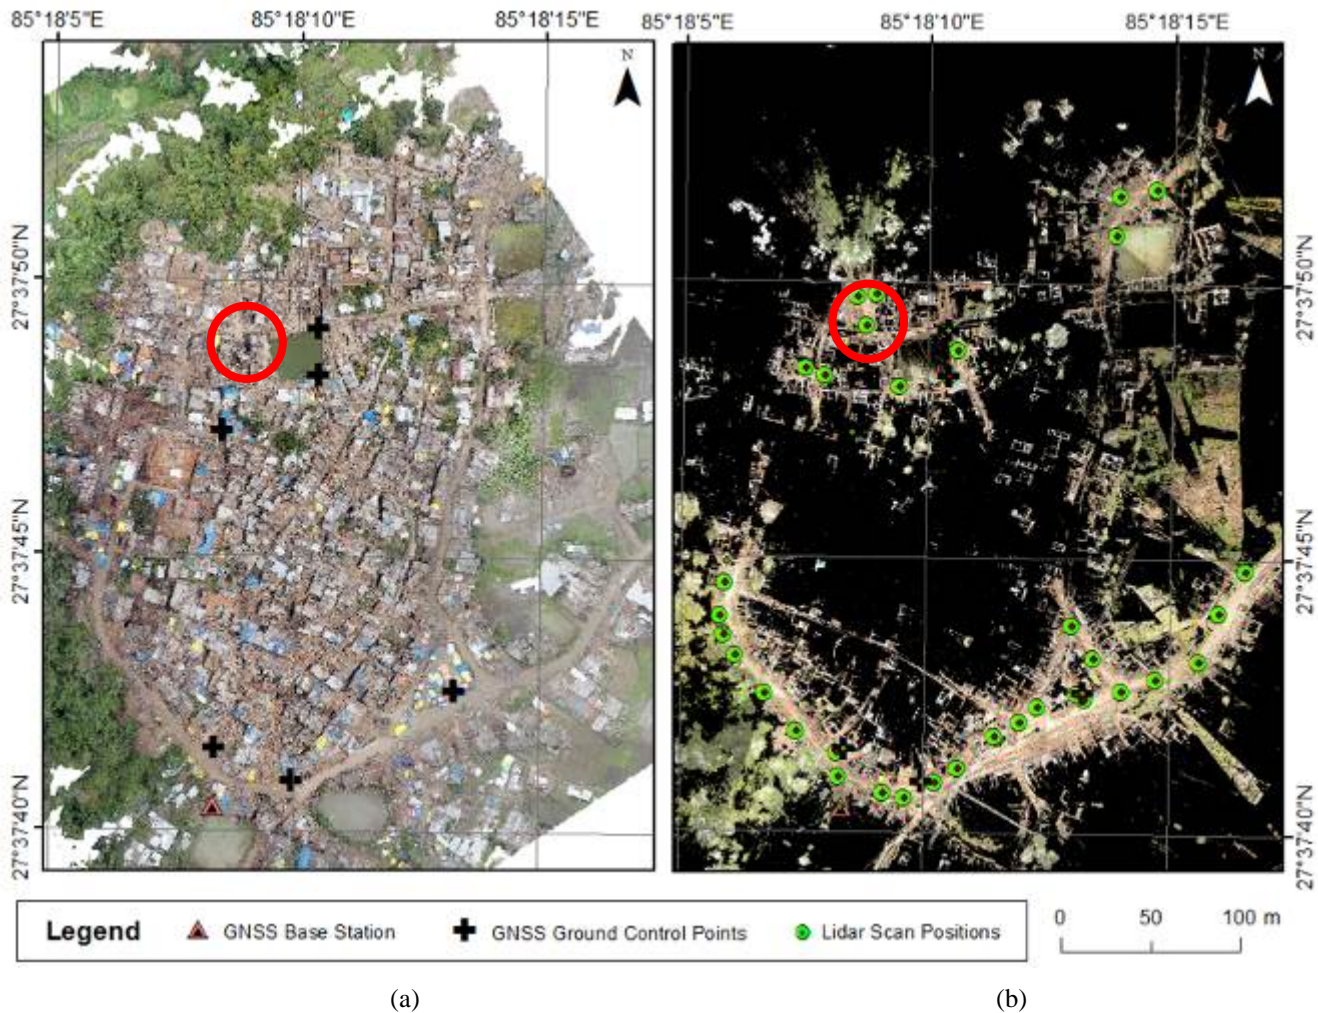 85°18'5"E 85°18'10"E 85°18'15"E 85°18'5"E 85°18'10"E 85°18'15"E
N N
27°37'50"N 27°37'50"N
27°37'45"N 27°37'45"N
27°37'40"N 27°37'40"N
Legend GNSS Base Station GNSS Ground Control Points Lidar Scan Positions 0 50 100 m
(a) (b)